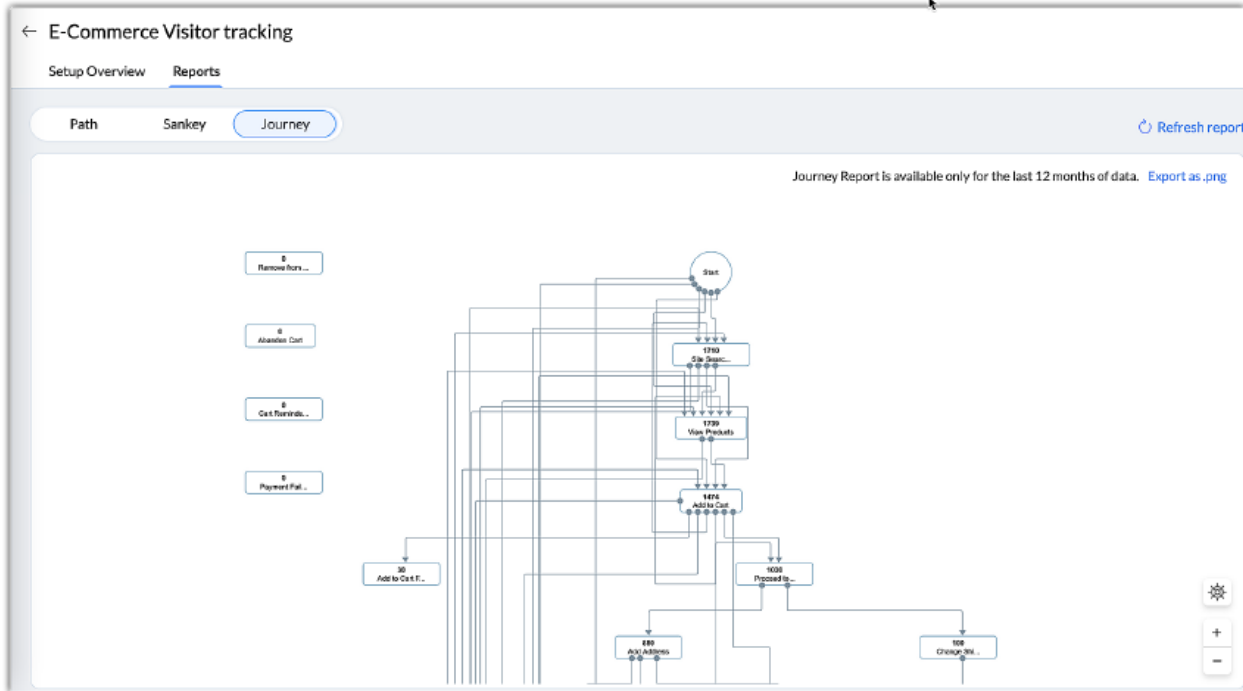 E-Commerce Visitor tracking
Setup Overview Reports
Path Sankey Journey
Refresh report
Journey Report is available only for the last 12 months of data. Export as .png
0
Remove from ...
Start
0
Abandon Cart
1710
Site Searc...
0
Cart Reminde...
1739
View Products
0
Payment Fail...
1474
Add to Cart
30
Add to Cart F...
Proceed to...
Add Address
100
Change Shi...